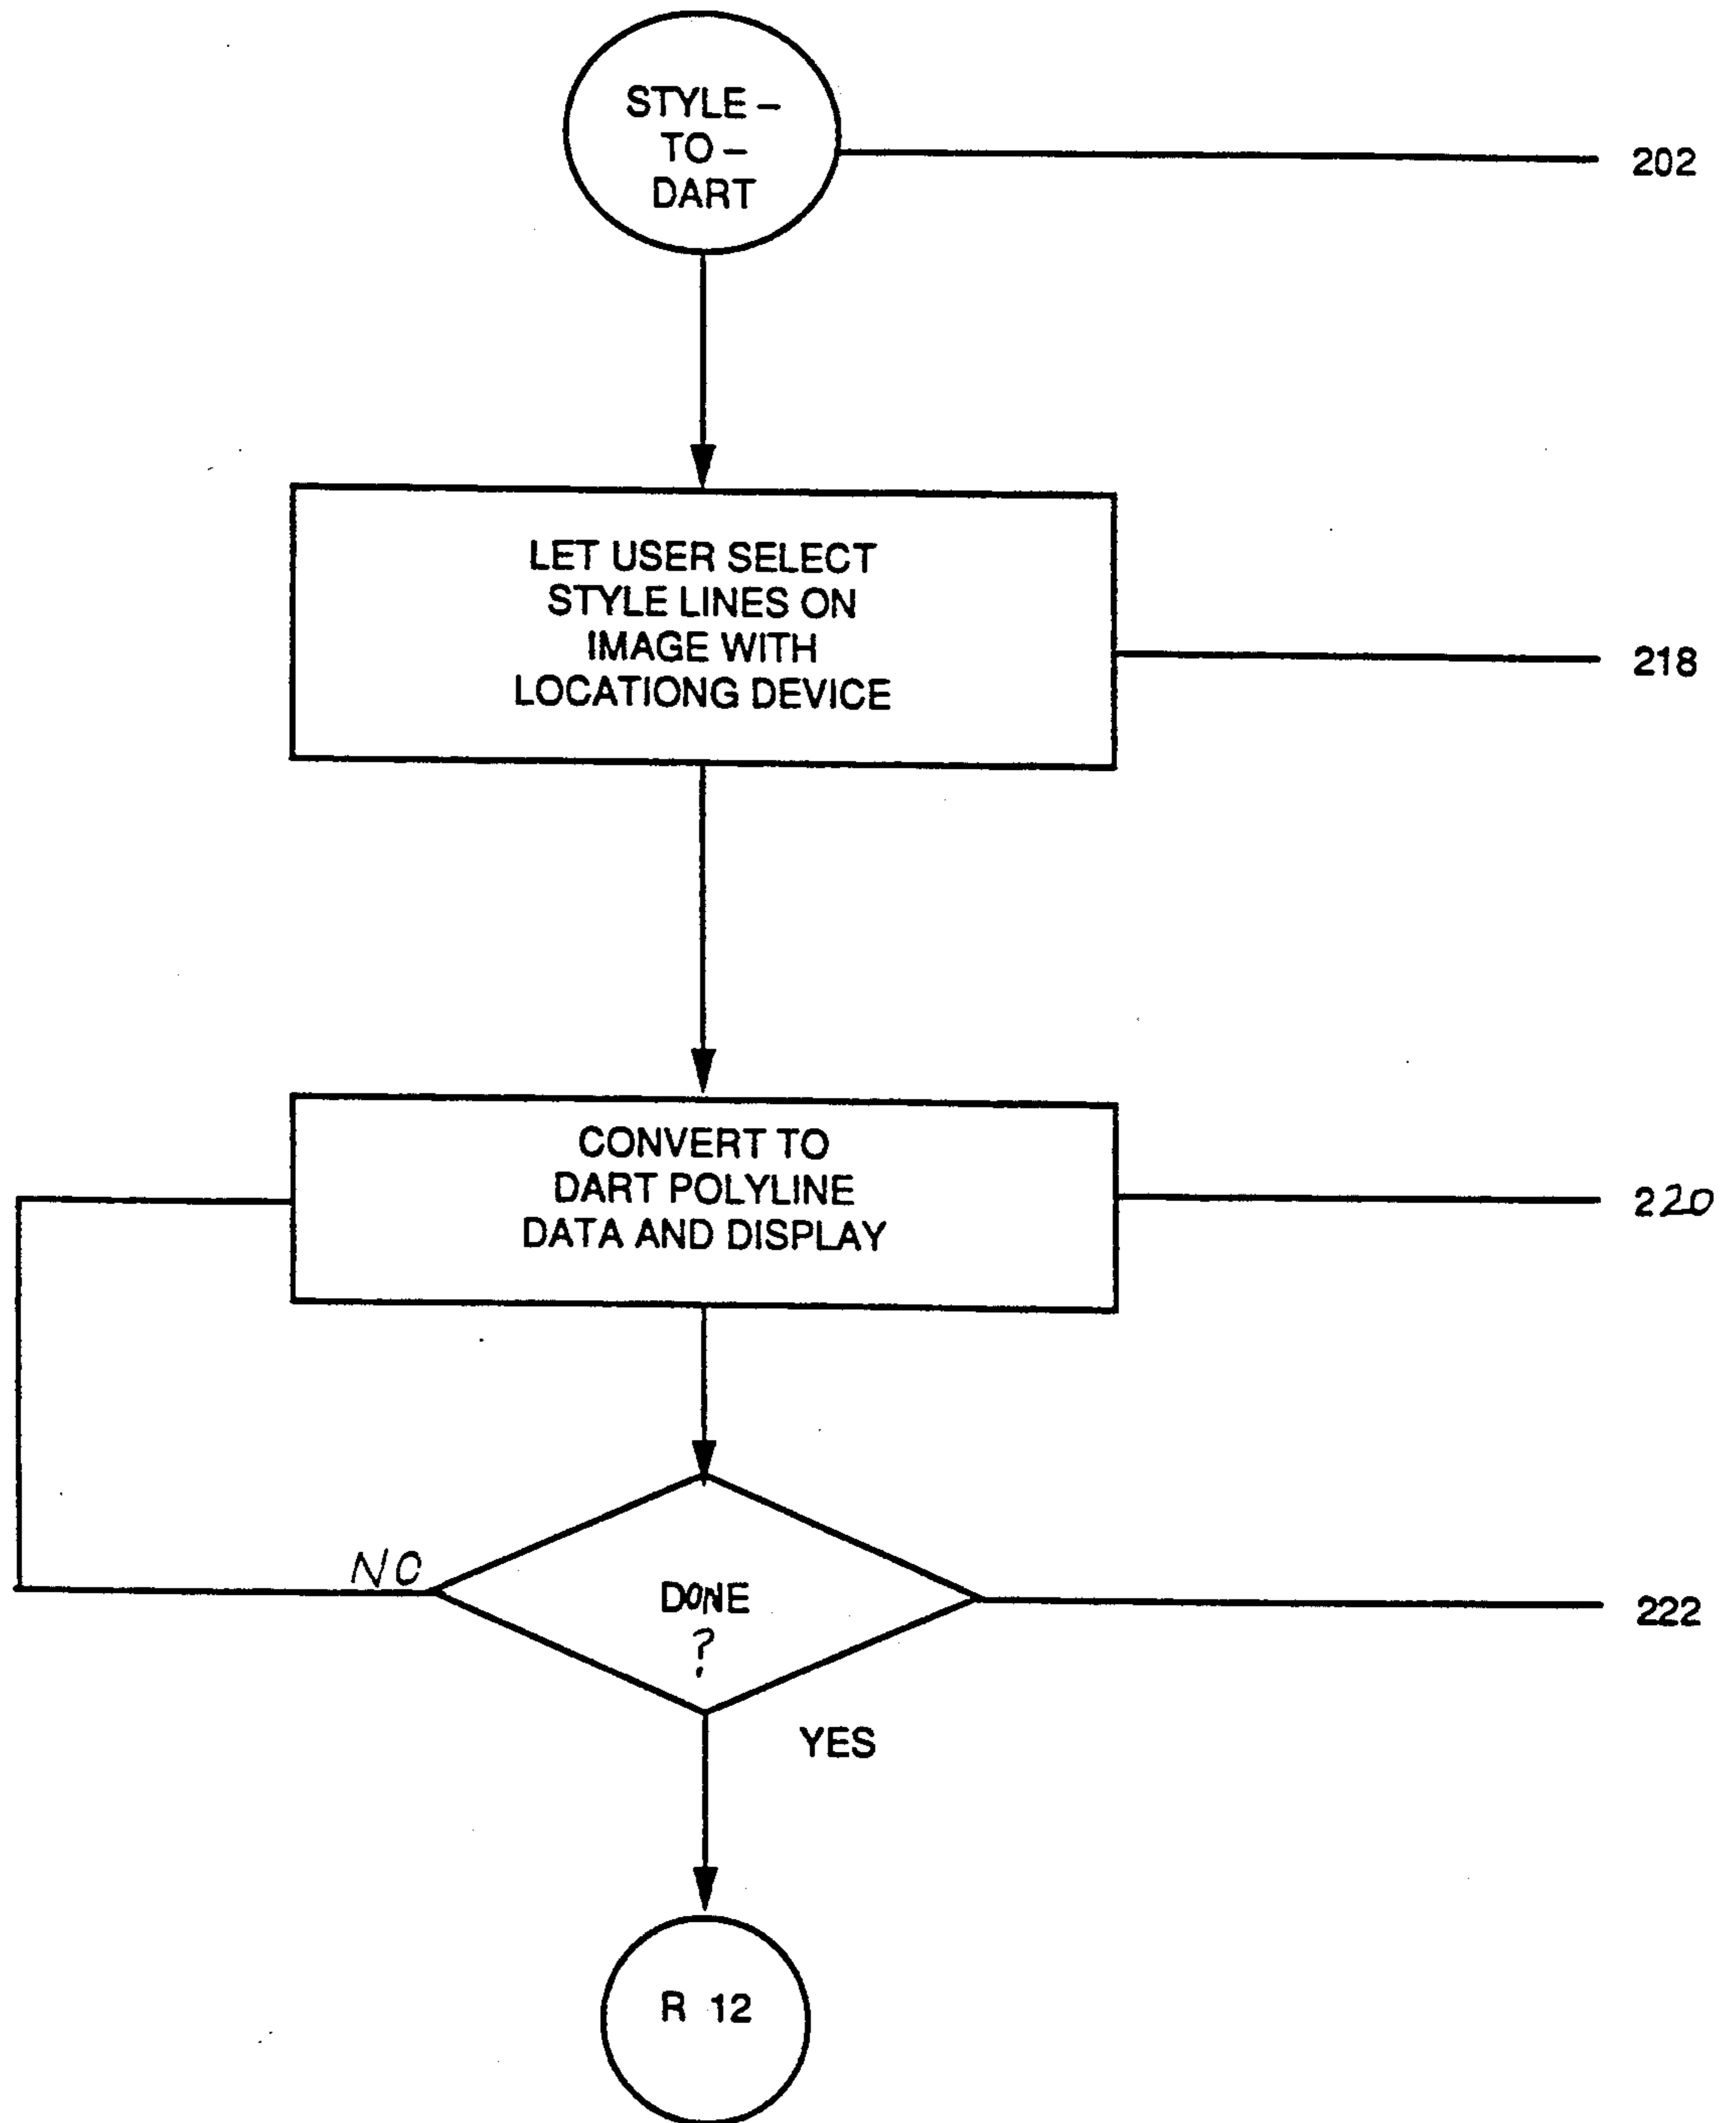 STYLE –
TO –
DART
202
LET USER SELECT
STYLE LINES ON
IMAGE WITH
LOCATIONG DEVICE
218
CONVERT TO
DART POLYLINE
DATA AND DISPLAY
220
NO
DONE
?
222
YES
R 12